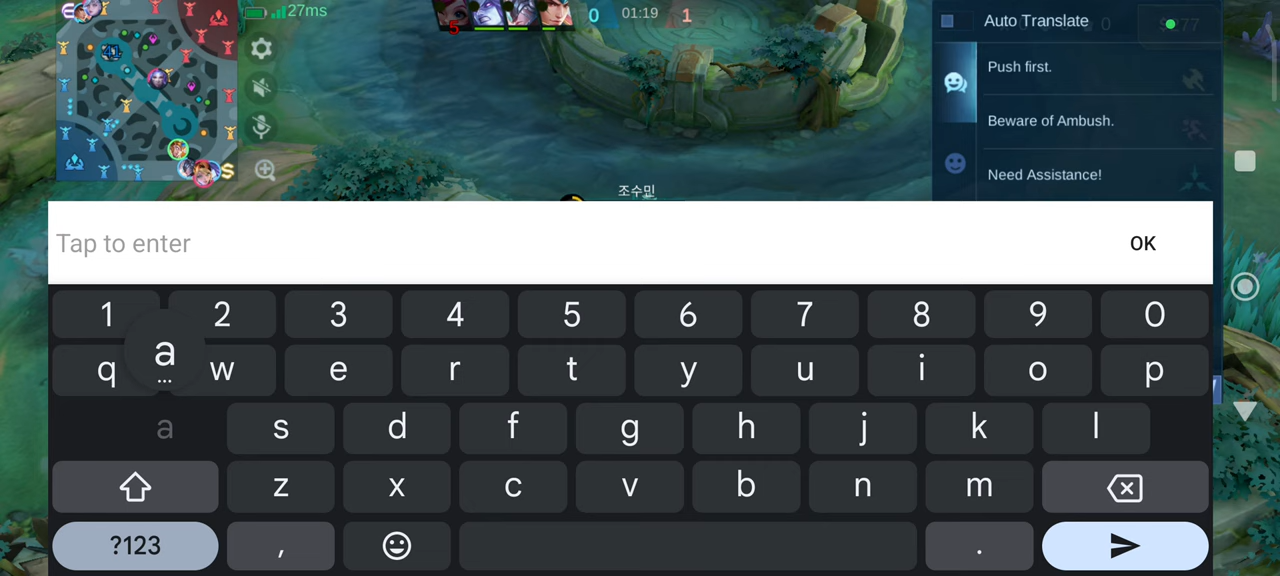 27ms
5
0 01:19 1
Auto Translate
Push first.
Beware of Ambush.
Need Assistance!
조수민
Tap to enter
OK
1 2 3 4 5 6 7 8 9 0
a
q w e r t y u i o p
a s d f g h j k l
z x c v b n m
?123 , .